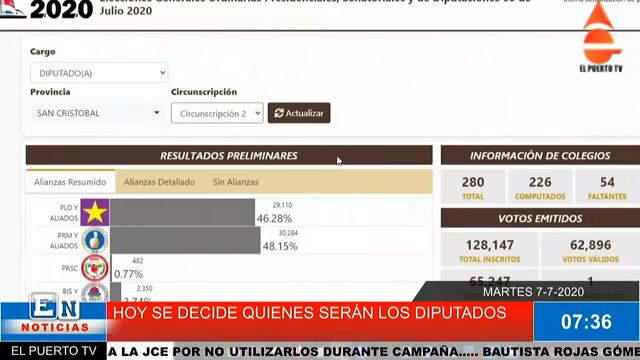 2020
Elecciones Generales Ordinarias Presidenciales, Senatoriales y de Diputaciones 05 de
Julio 2020
EL PUERTO TV
Cargo
DIPUTADO(A)
Provincia
Circunscripción
SAN CRISTOBAL
Circunscripción 2
Actualizar
RESULTADOS PRELIMINARES
INFORMACIÓN DE COLEGIOS
Alianzas Resumido
Alianzas Detallado
Sin Alianzas
280
226
54
TOTAL
COMPUTADOS
FALTANTES
PLD Y
ALIADOS
29,110
46.28%
PRM Y
ALIADOS
30,284
48.15%
VOTOS EMITIDOS
128,147
62,896
TOTAL INSCRITOS
VOTOS VÁLIDOS
PRSC
482
0.77%
65,247
1
BIS Y
2,350
3.74%
MARTES 7-7-2020
EN
NOTICIAS
HOY SE DECIDE QUIENES SERÁN LOS DIPUTADOS
07:36
EL PUERTO TV
A LA JCE POR NO UTILIZARLOS DURANTE CAMPAÑA..... BAUTISTA ROJAS GÓM